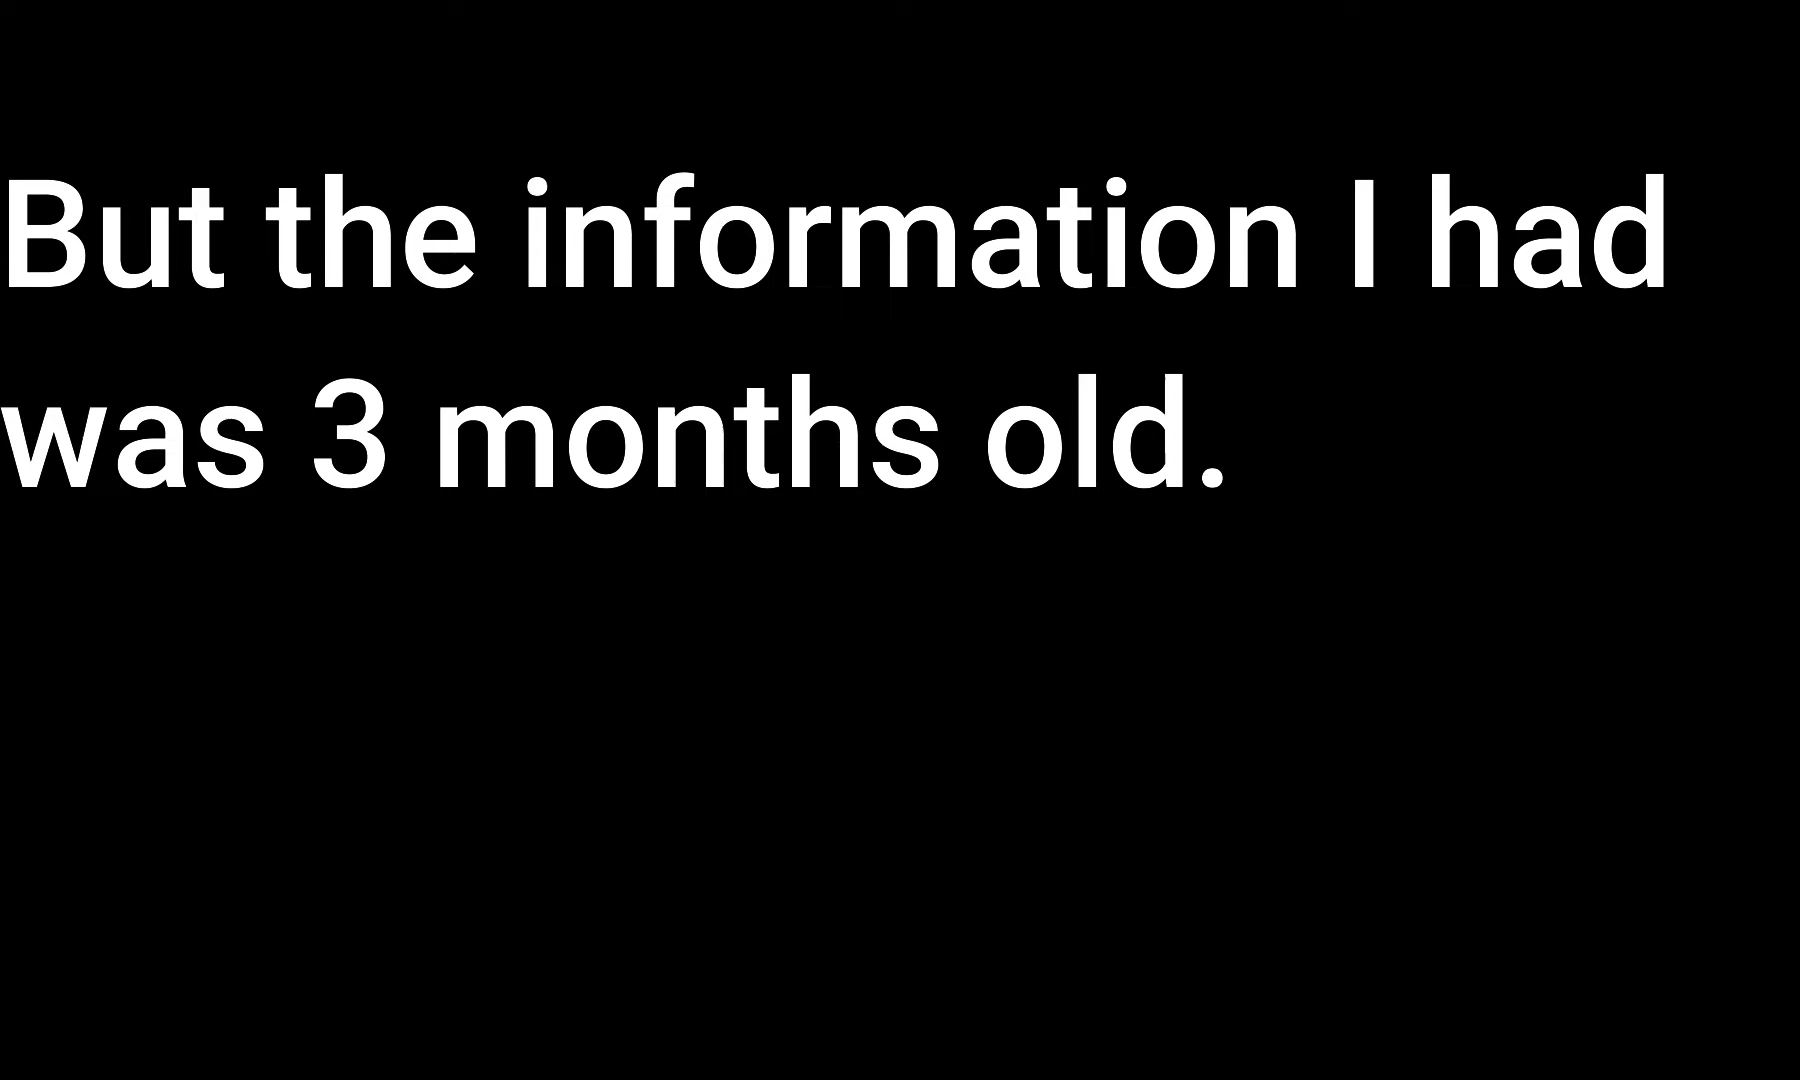 But the information I had
was 3 months old.